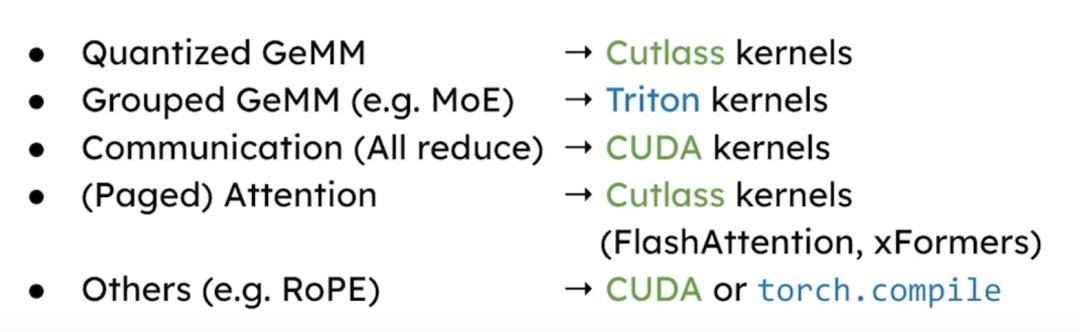 ● Quantized GeMM → Cutlass kernels
● Grouped GeMM (e.g. MoE) → Triton kernels
● Communication (All reduce) → CUDA kernels
● (Paged) Attention → Cutlass kernels
(FlashAttention, xFormers)
● Others (e.g. RoPE) → CUDA or torch.compile